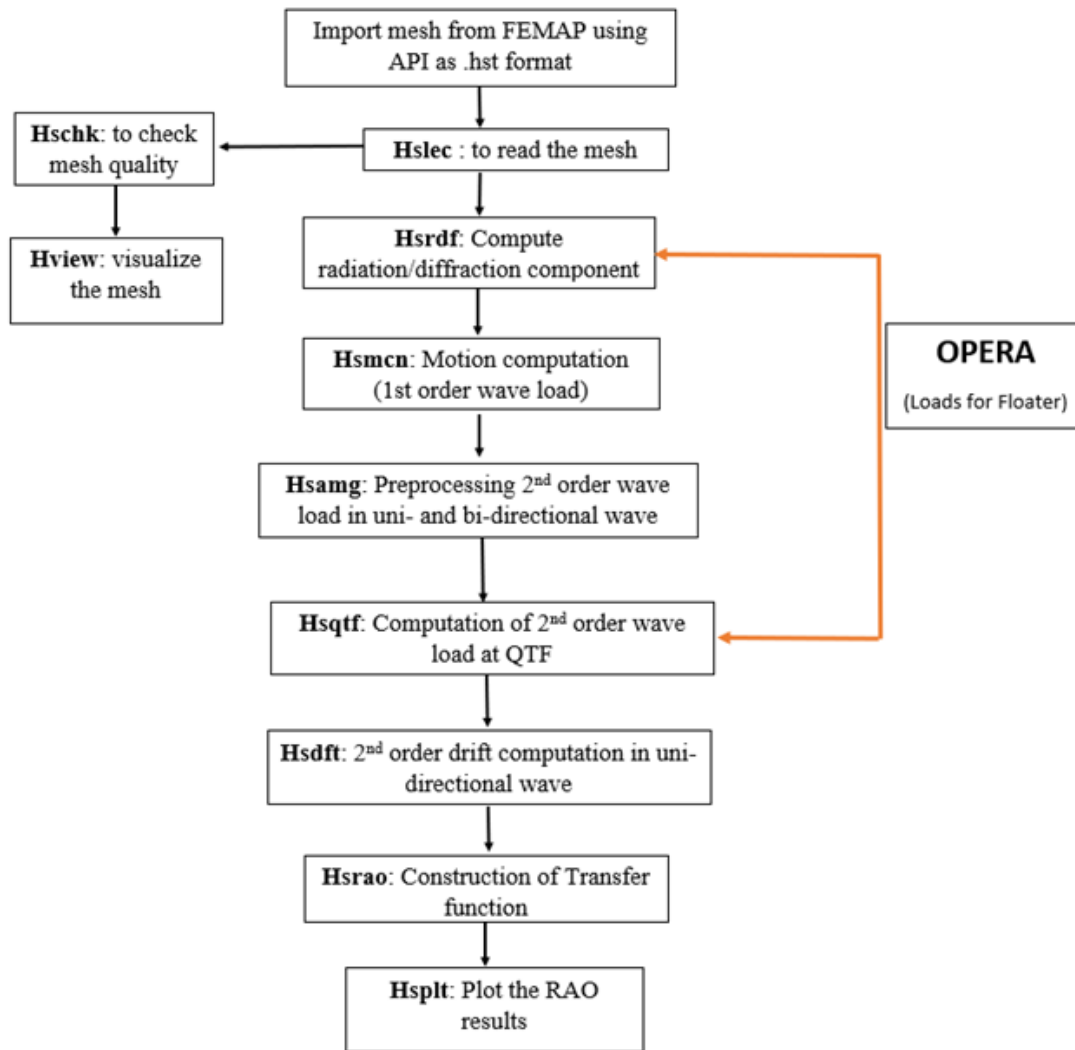 Import mesh from FEMAP using
API as .hst format
Hschk: to check
mesh quality
Hslec : to read the mesh
Hview: visualize
the mesh
Hsrdf: Compute
radiation/diffraction component
Hsmcn: Motion computation
(1st order wave load)
OPERA
(Loads for Floater)
Hsamg: Preprocessing 2nd order wave
load in uni- and bi-directional wave
Hsqtf: Computation of 2nd order wave
load at QTF
Hsdft: 2nd order drift computation in uni-
directional wave
Hsrao: Construction of Transfer
function
Hsplt: Plot the RAO
results